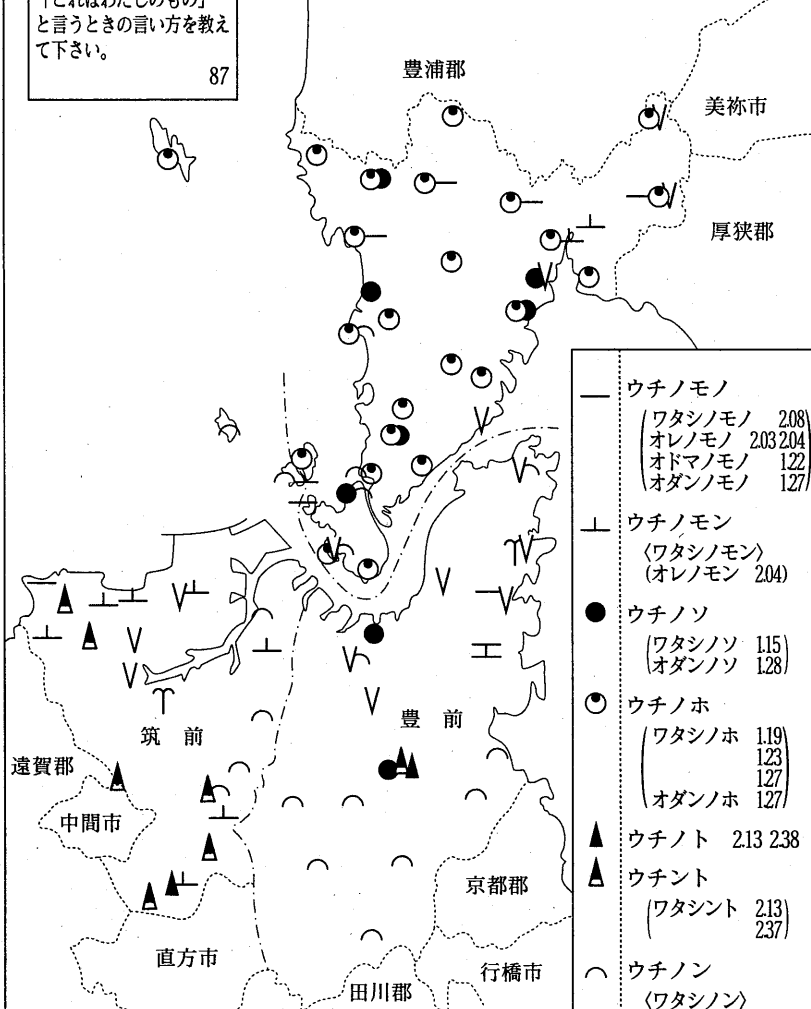 「これはわたしのもの」
と言うときの言い方を教え
て下さい。
87
豊浦郡
美祢市
厚狭郡
筑前
豊前
遠賀郡
中間市
京都郡
直方市
田川郡
行橋市
ウチノモノ
(ワタシノモノ 2.08
オレノモノ 2.03 2.04
オドマノモノ 1.22
オダンノモノ 1.27)
ウチノモン
〈ワタシノモン〉
(オレノモン 2.04)
ウチノソ
(ワタシノソ 1.15
オダンノソ 1.28)
ウチノホ
(ワタシノホ 1.19
1.23
1.27
オダンノホ 1.27)
ウチノト 2.13 2.38
ウチント
(ワタシント 2.13
2.37)
ウチノン
〈ワタシノン〉